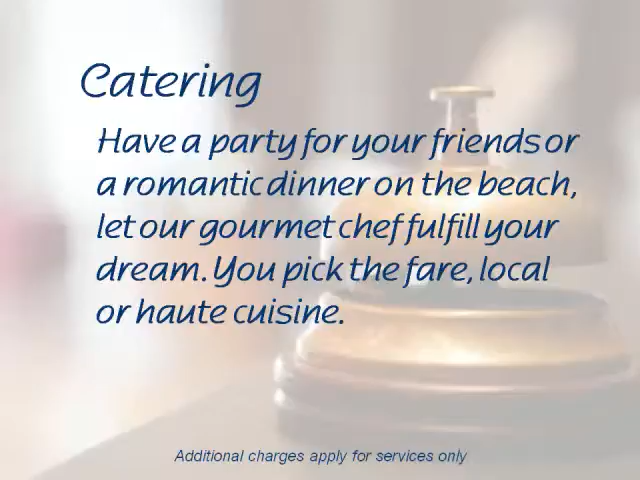 Catering
Have a party for your friends or
a romantic dinner on the beach,
let our gourmet chef fulfill your
dream. You pick the fare, local
or haute cuisine.
Additional charges apply for services only